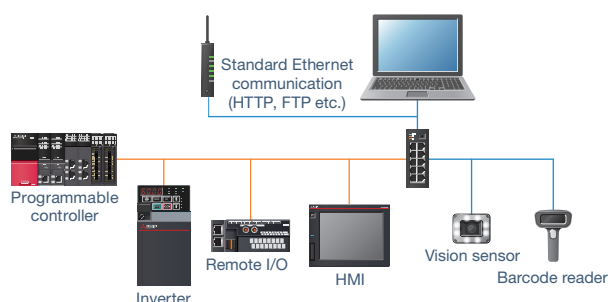 Standard Ethernet
communication
(HTTP, FTP etc.)
Programmable
controller
Inverter
Remote I/O
HMI
Vision sensor
Barcode reader